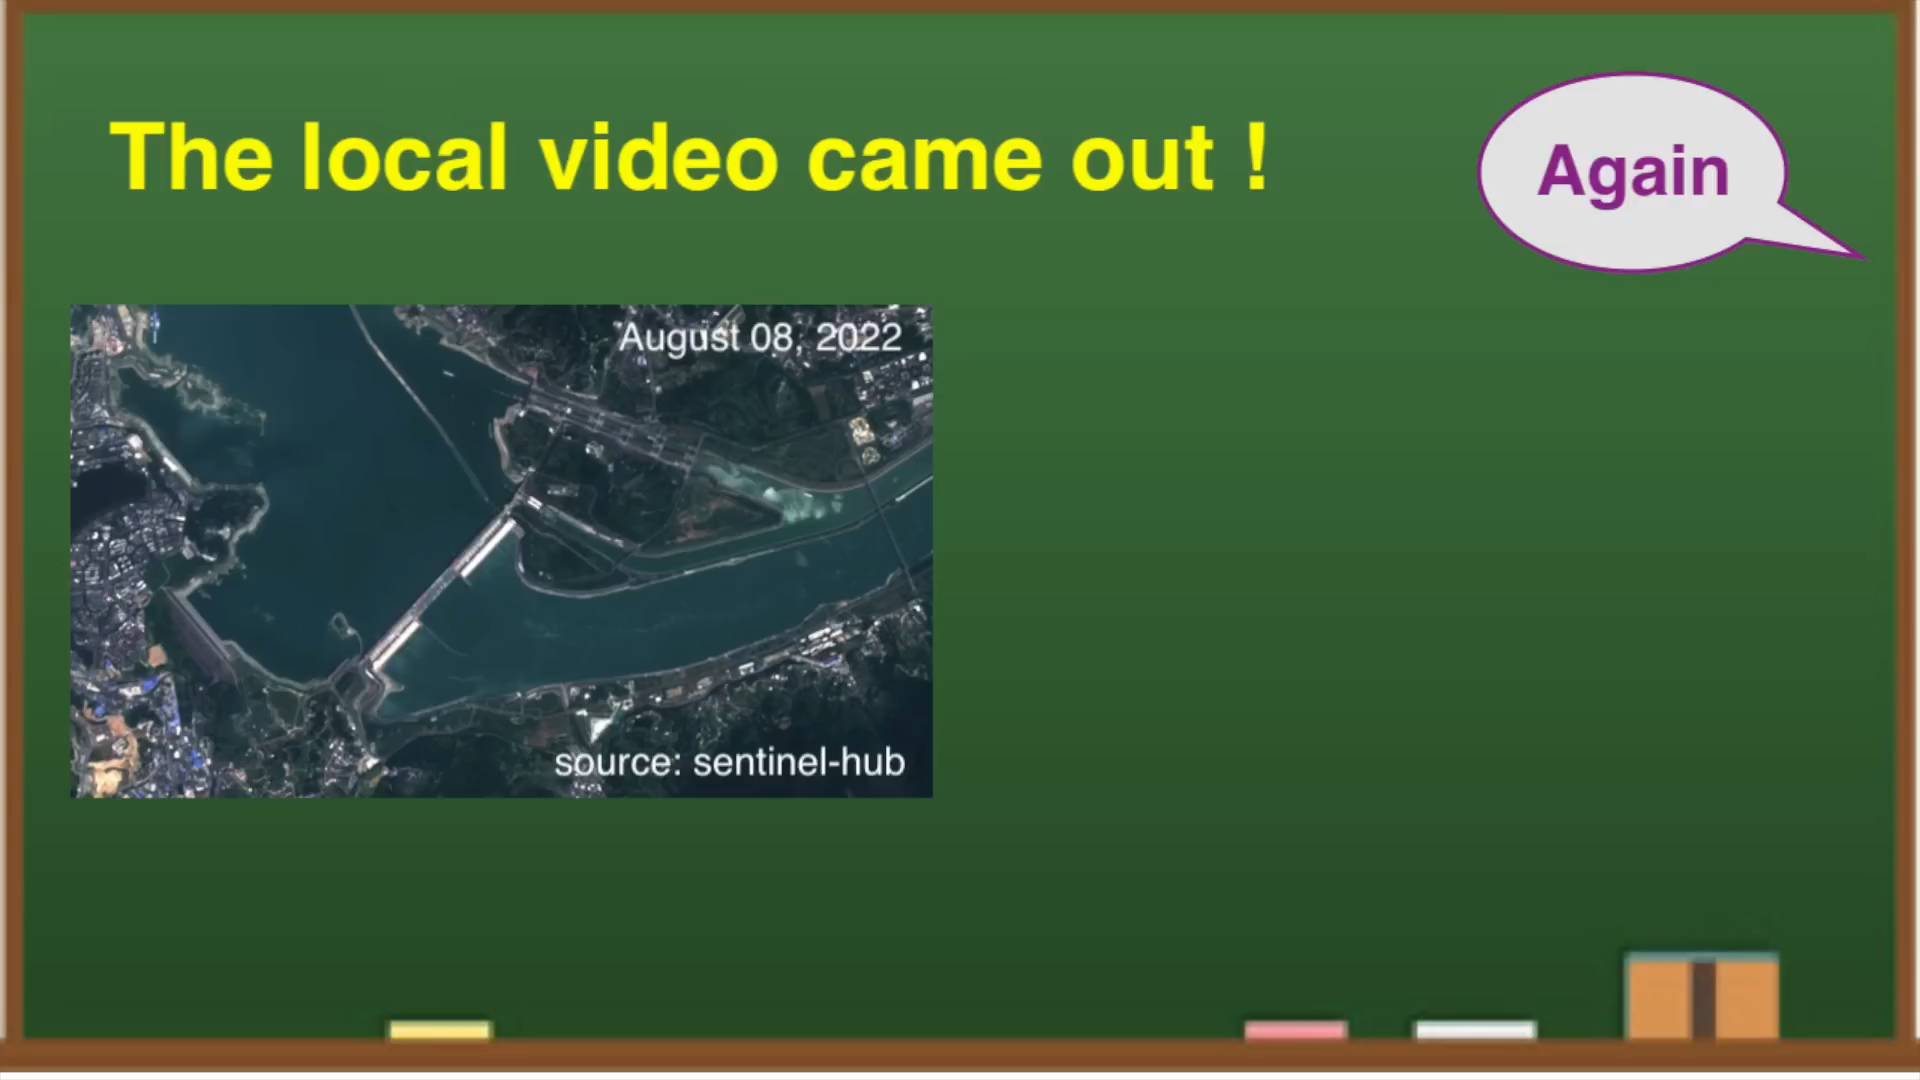 The local video came out !
Again
August 08, 2022
source: sentinel-hub